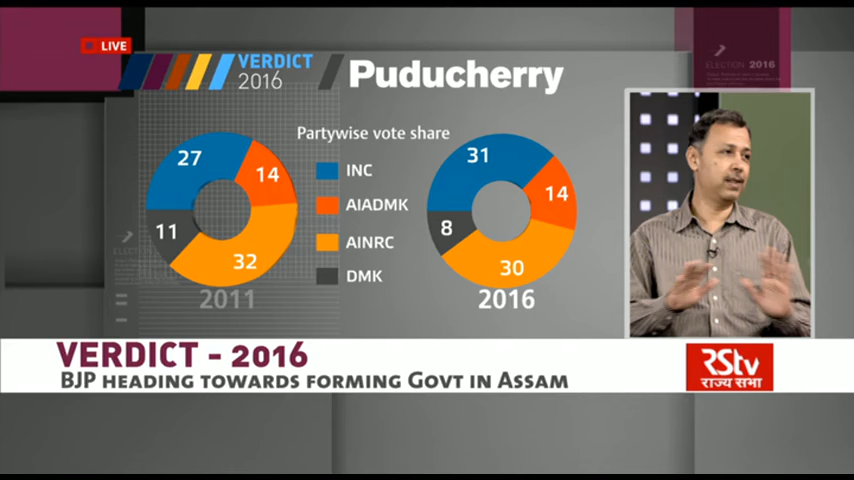 LIVE
VERDICT
2016
Puducherry
ELECTION 2016
Partywise vote share
27
14
11
32
2011
INC
AIADMK
AINRC
DMK
31
14
8
30
2016
VERDICT - 2016
BJP HEADING TOWARDS FORMING GOVT IN ASSAM
RSTV
राज्य सभा